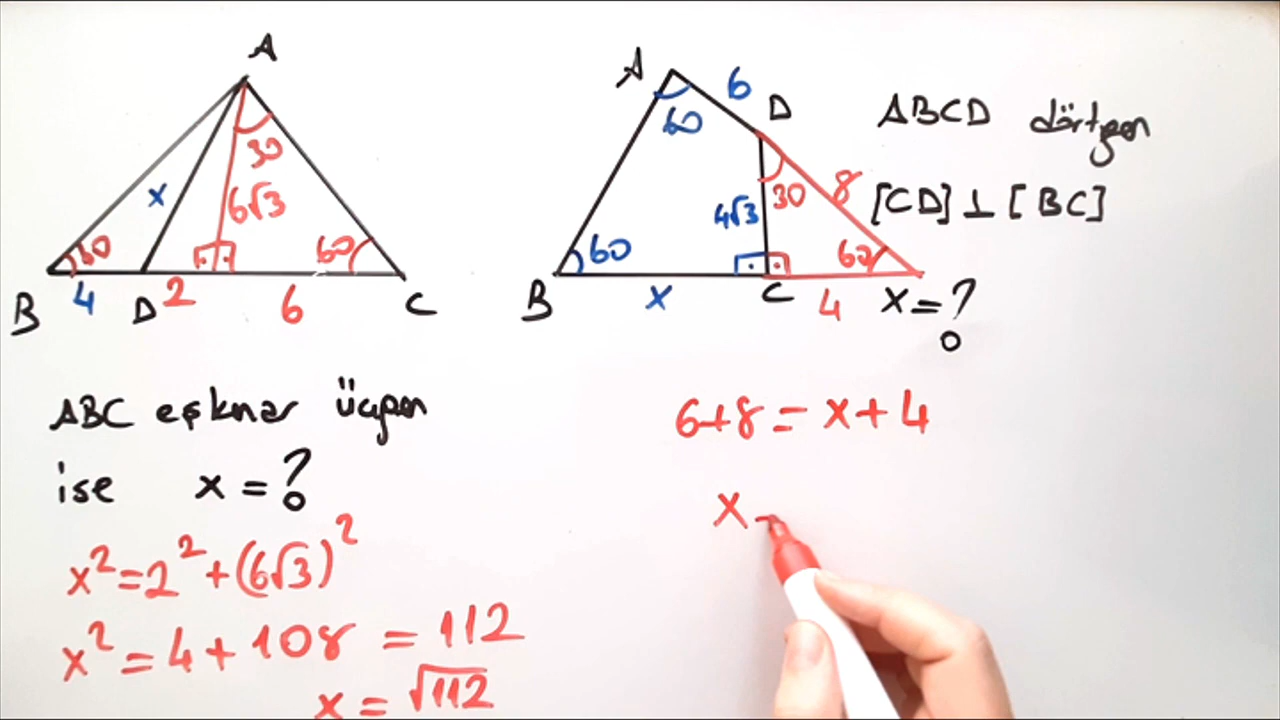 A
x
30
6√3
60
60
B
4
D
2
6
C
ABC eşknar üçgen
ise x = ?
x² = 2² + (6√3)²
x² = 4 + 108 = 112
x = √112
A
6
60
D
4√3
30
8
60
60
B
x
C
4
ABCD dörtgen
[CD] ⊥ [BC]
x = ?
6+8 = x+4
x